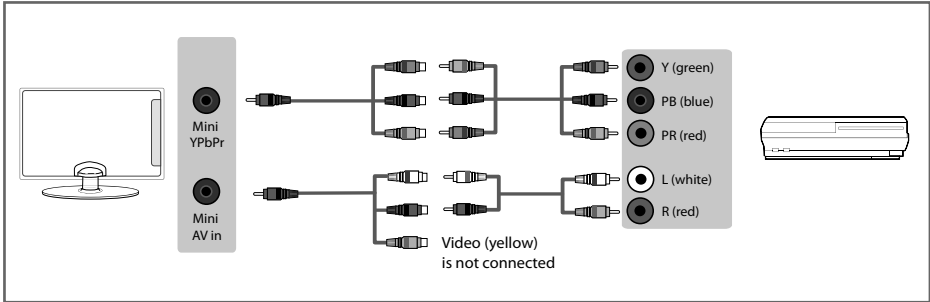 Mini
YPbPr
Mini
AV in
Y (green)
PB (blue)
PR (red)
L (white)
R (red)
Video (yellow)
is not connected